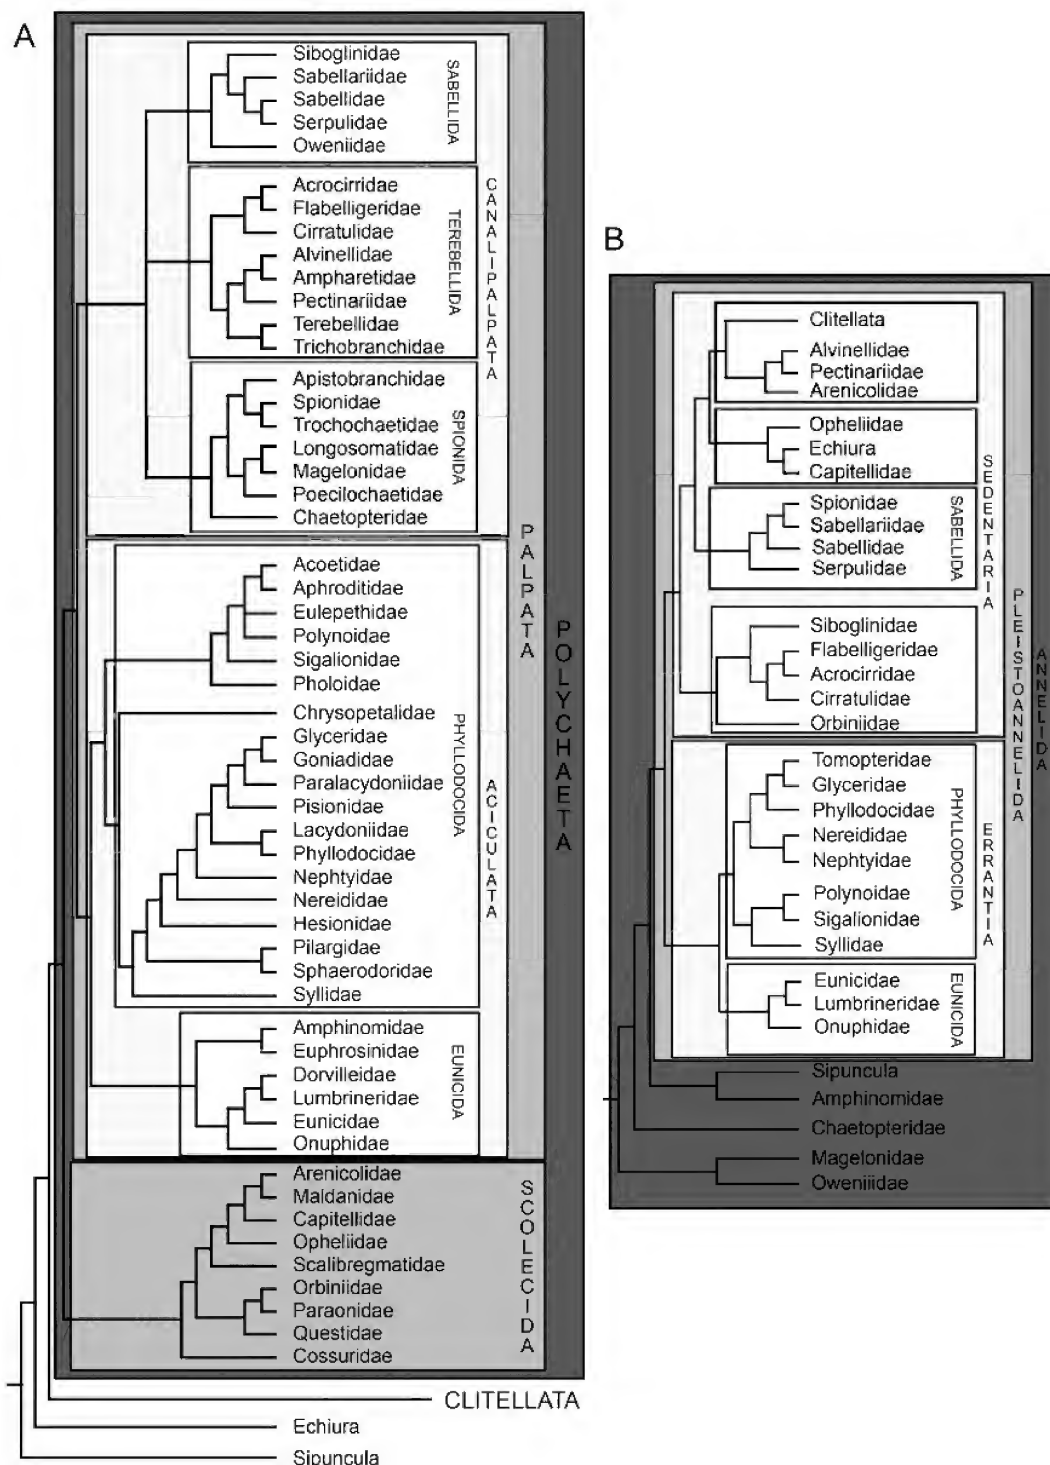 A
Siboglinidae
Sabellariidae
Sabellidae
Serpulidae
Oweniidae
SABELLIDA
Acrocirridae
Flabelligeridae
Cirratulidae
Alvinellidae
Ampharetidae
Pectinariidae
Terebellidae
Trichobranchidae
TEREBELLIDA
Apistobranchidae
Spionidae
Trochochaetidae
Longosomatidae
Magelonidae
Poecilochaetidae
Chaetopteridae
SPIONIDA
CANALIPALPATA
Acoetidae
Aphroditidae
Eulepethidae
Polynoidae
Sigalionidae
Pholoidae
Chrysopetalidae
Glyceridae
Goniadidae
Paralacydoniidae
Pisionidae
Lacydoniidae
Phyllodocidae
Nephtyidae
Nereididae
Hesionidae
Pilargidae
Sphaerodoridae
Syllidae
PHYLLODOCIDA
Amphinomidae
Euphrosinidae
Dorvilleidae
Lumbrineridae
Eunicidae
Onuphidae
EUNICIDA
ACICULATA
PALPATA
Arenicolidae
Maldanidae
Capitellidae
Opheliidae
Scalibregmatidae
Orbiniidae
Paraonidae
Questidae
Cossuridae
SCOLECIDA
POLYCHAETA
CLITELLATA
Echiura
Sipuncula
B
Clitellata
Alvinellidae
Pectinariidae
Arenicolidae
Opheliidae
Echiura
Capitellidae
Spionidae
Sabellariidae
Sabellidae
Serpulidae
SABELLIDA
Siboglinidae
Flabelligeridae
Acrocirridae
Cirratulidae
Orbiniidae
SEDENTARIA
Tomopteridae
Glyceridae
Phyllodocidae
Nereididae
Nephtyidae
Polynoidae
Sigalionidae
Syllidae
PHYLLODOCIDA
Eunicidae
Lumbrineridae
Onuphidae
EUNICIDA
ERRANTIA
PLEISTOANNELIDA
Sipuncula
Amphinomidae
Chaetopteridae
Magelonidae
Oweniidae
ANNELIDA